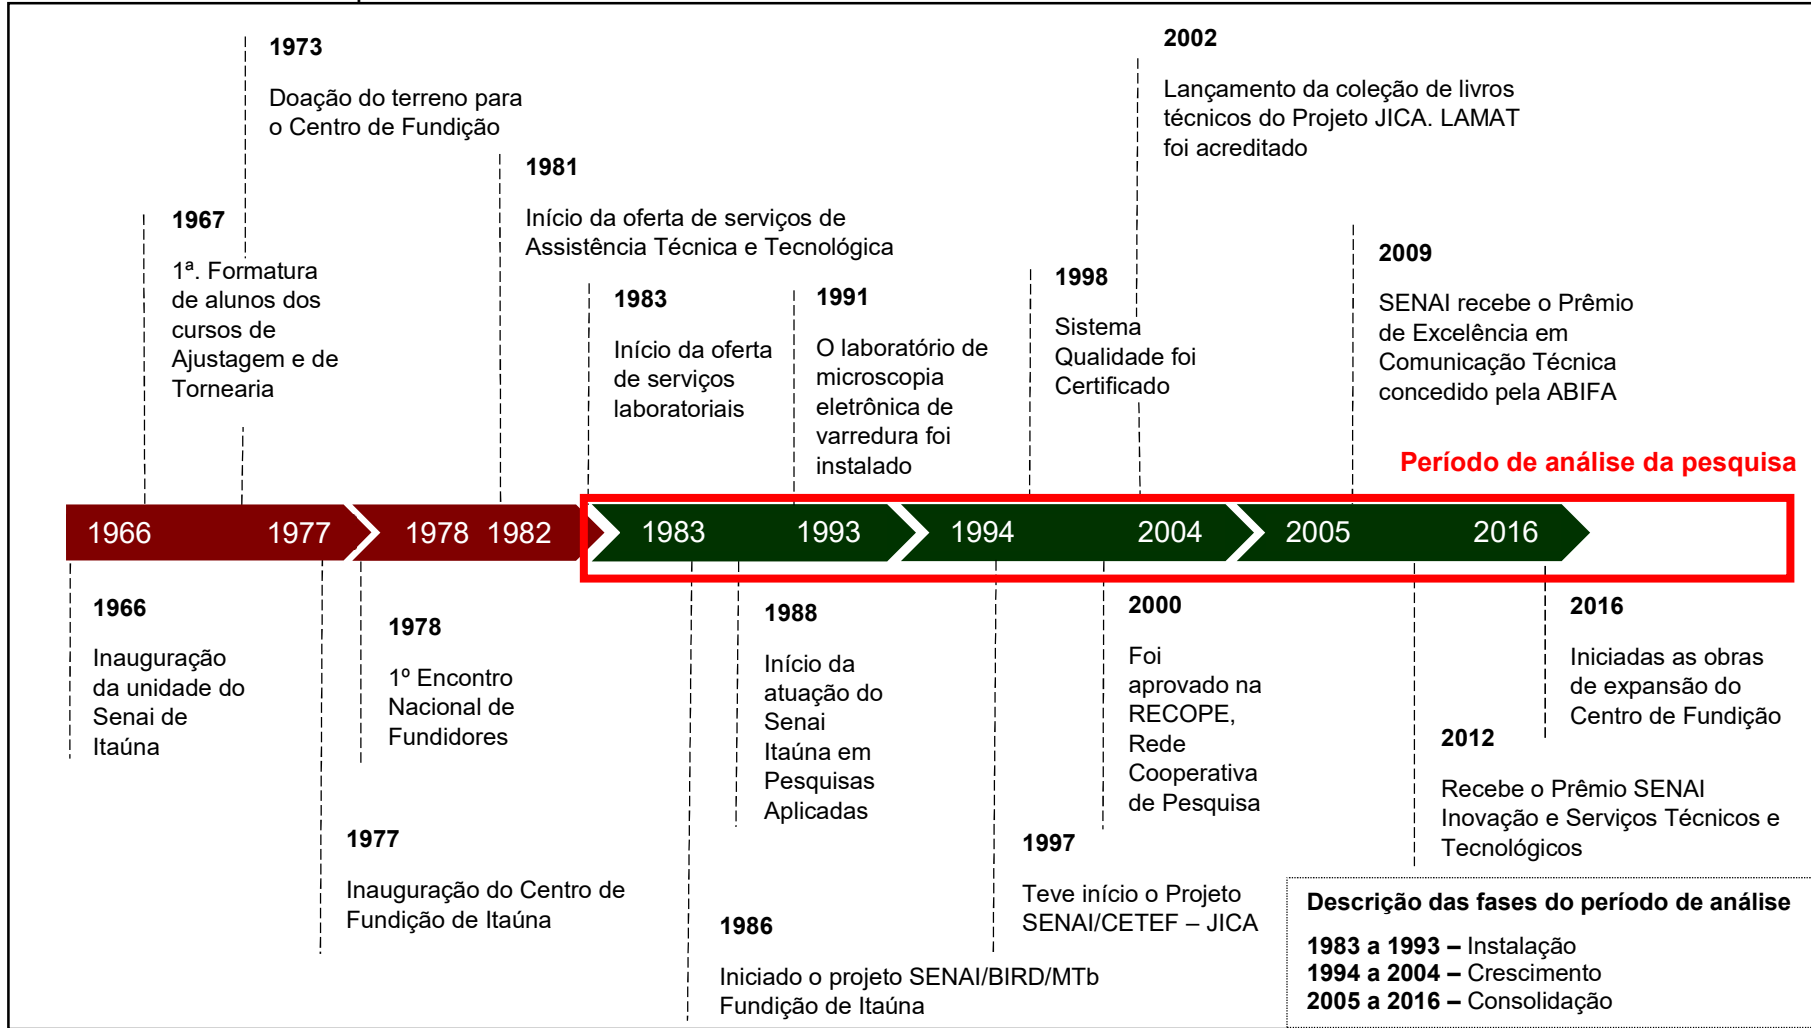 1973
Doação do terreno para
o Centro de Fundição
2002
Lançamento da coleção de livros
técnicos do Projeto JICA. LAMAT
foi acreditado
1981
Início da oferta de serviços de
Assistência Técnica e Tecnológica
1967
1ª. Formatura
de alunos dos
cursos de
Ajustagem e de
Tornearia
1983
Início da oferta
de serviços
laboratoriais
1991
O laboratório de
microscopia
eletrônica de
varredura foi
instalado
1998
Sistema
Qualidade foi
Certificado
2009
SENAI recebe o Prêmio
de Excelência em
Comunicação Técnica
concedido pela ABIFA
Período de análise da pesquisa
1966 1977 1978 1982 1983 1993 1994 2004 2005 2016
1966
Inauguração
da unidade do
Senai de
Itaúna
1978
1º Encontro
Nacional de
Fundidores
1988
Início da
atuação do
Senai
Itaúna em
Pesquisas
Aplicadas
2000
Foi
aprovado na
RECOPE,
Rede
Cooperativa
de Pesquisa
2016
Iniciadas as obras
de expansão do
Centro de Fundição
2012
Recebe o Prêmio SENAI
Inovação e Serviços Técnicos e
Tecnológicos
1977
Inauguração do Centro de
Fundição de Itaúna
1997
Teve início o Projeto
SENAI/CETEF – JICA
1986
Iniciado o projeto SENAI/BIRD/MTb
Fundição de Itaúna
Descrição das fases do período de análise
1983 a 1993 – Instalação
1994 a 2004 – Crescimento
2005 a 2016 – Consolidação